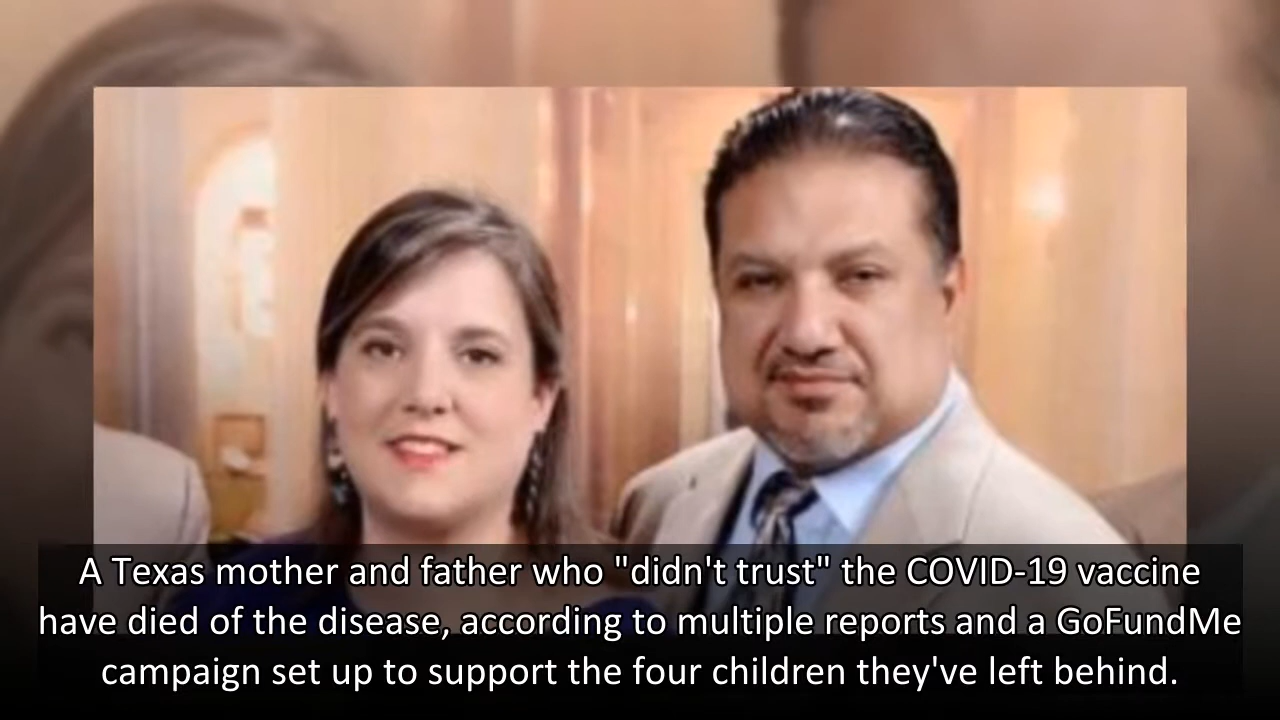 A Texas mother and father who "didn't trust" the COVID-19 vaccine
have died of the disease, according to multiple reports and a GoFundMe
campaign set up to support the four children they've left behind.